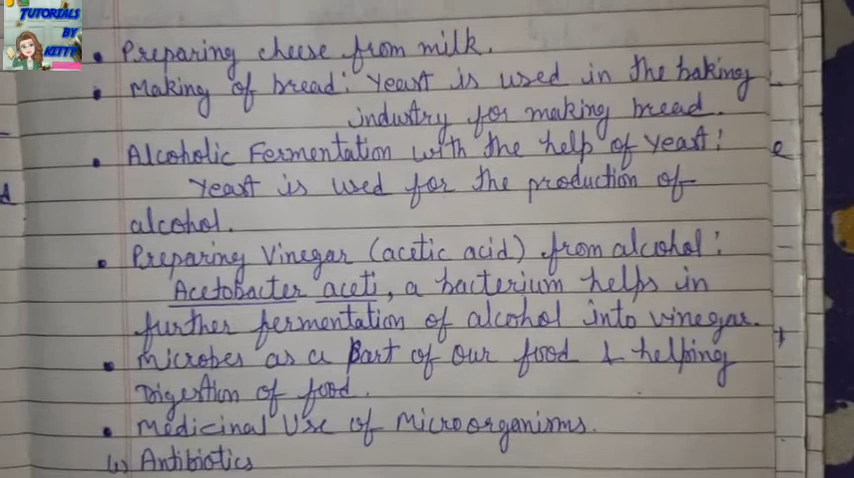 TUTORIALS
BY
KITTY
• Preparing cheese from milk.
• Making of bread: Yeast is used in the baking
industry for making bread.
• Alcoholic Fermentation with the help of yeast:
Yeast is used for the production of
alcohol.
• Preparing Vinegar (acetic acid) from alcohol:
Acetobacter aceti, a bacterium helps in
further fermentation of alcohol into vinegar.
• Microbes as a part of our food & helping
Digestion of food.
• Medicinal Use of Microorganisms.
Antibiotics